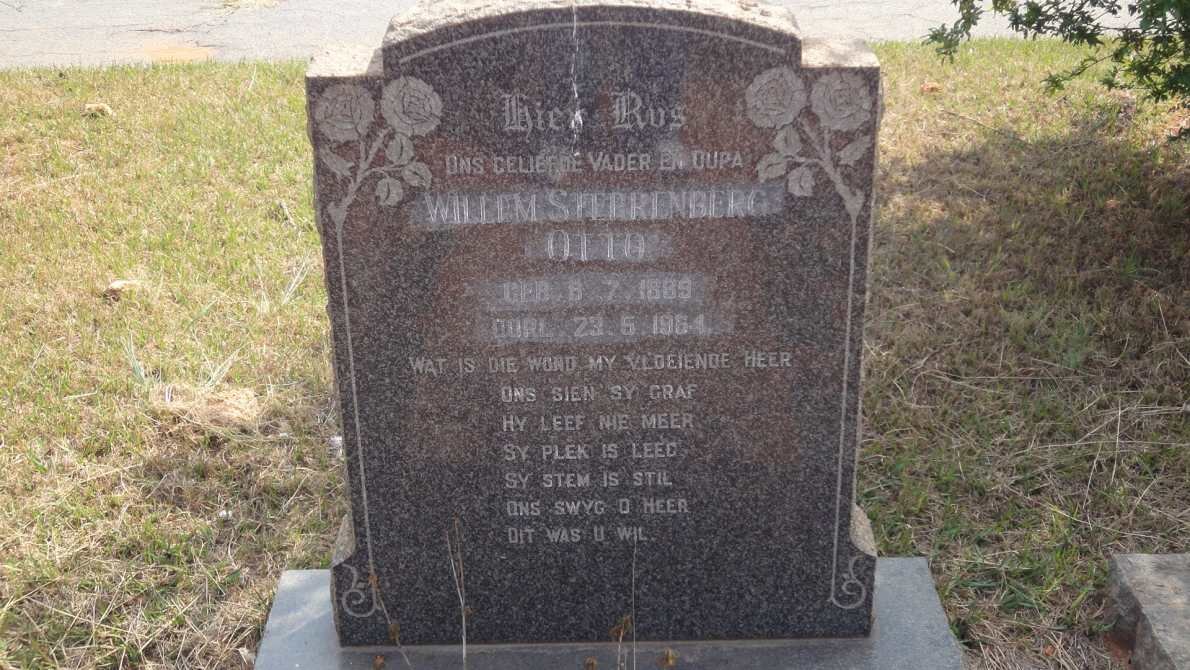 Hier Rus
ONS GELIEFDE VADER EN OUPA
WILLEM STERRENBERG
OTTO
GEB. 8. 7. 1889
OORL. 23. 5. 1964
WAT IS DIE WOND MY VLOEIENDE HEER
ONS SIEN SY GRAF
HY LEEF NIE MEER
SY PLEK IS LEEG
SY STEM IS STIL
ONS SWYG O HEER
DIT WAS U WIL